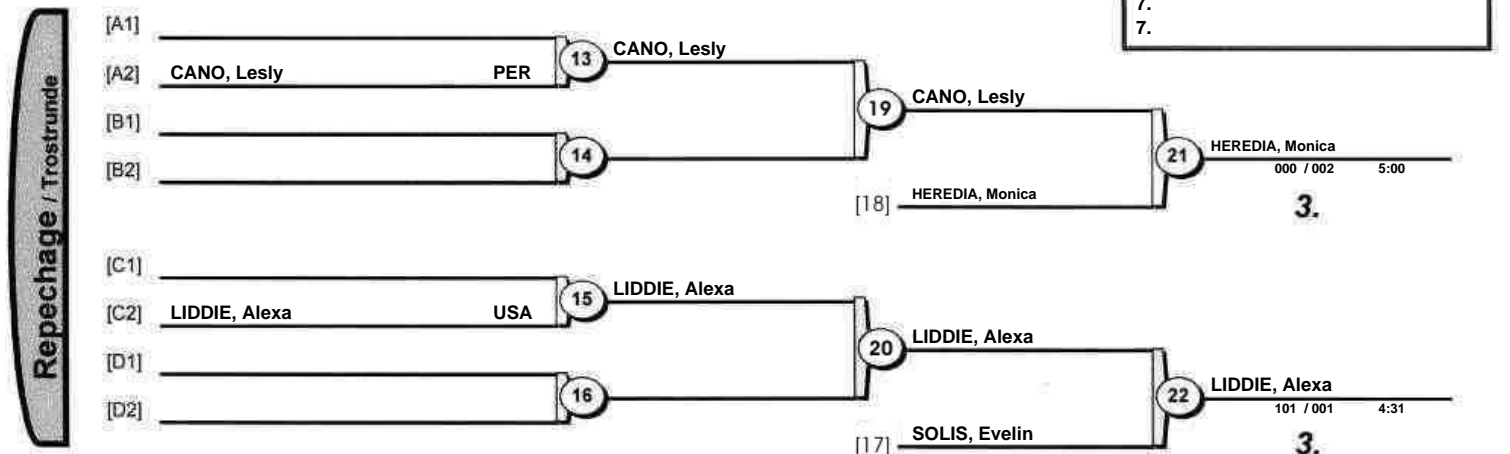 7.
7.
Repechage / Trostrunde
[A1]
[A2] CANO, Lesly PER
13 CANO, Lesly
[B1]
[B2]
14
19 CANO, Lesly
[18] HEREDIA, Monica
21 HEREDIA, Monica
000 / 002 5:00
3.
[C1]
[C2] LIDDIE, Alexa USA
15 LIDDIE, Alexa
[D1]
[D2]
16
20 LIDDIE, Alexa
[17] SOLIS, Evelin
22 LIDDIE, Alexa
101 / 001 4:31
3.